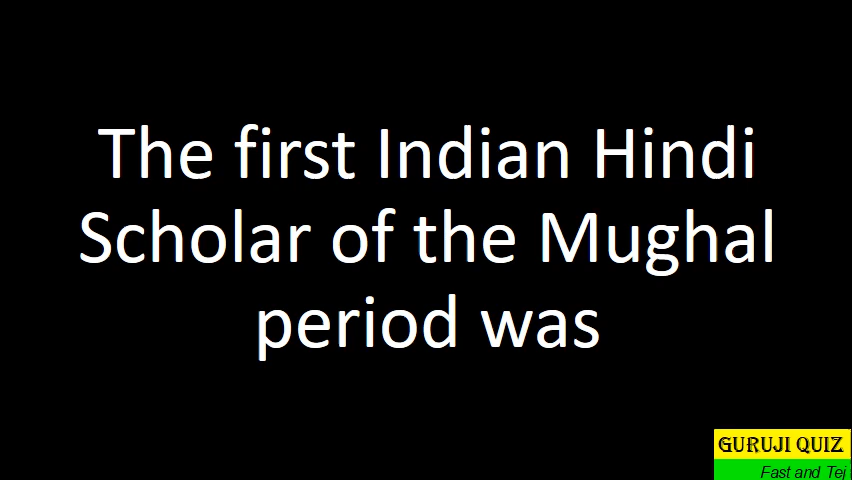 The first Indian Hindi
Scholar of the Mughal
period was
GURUJI QUIZ
Fast and Tej